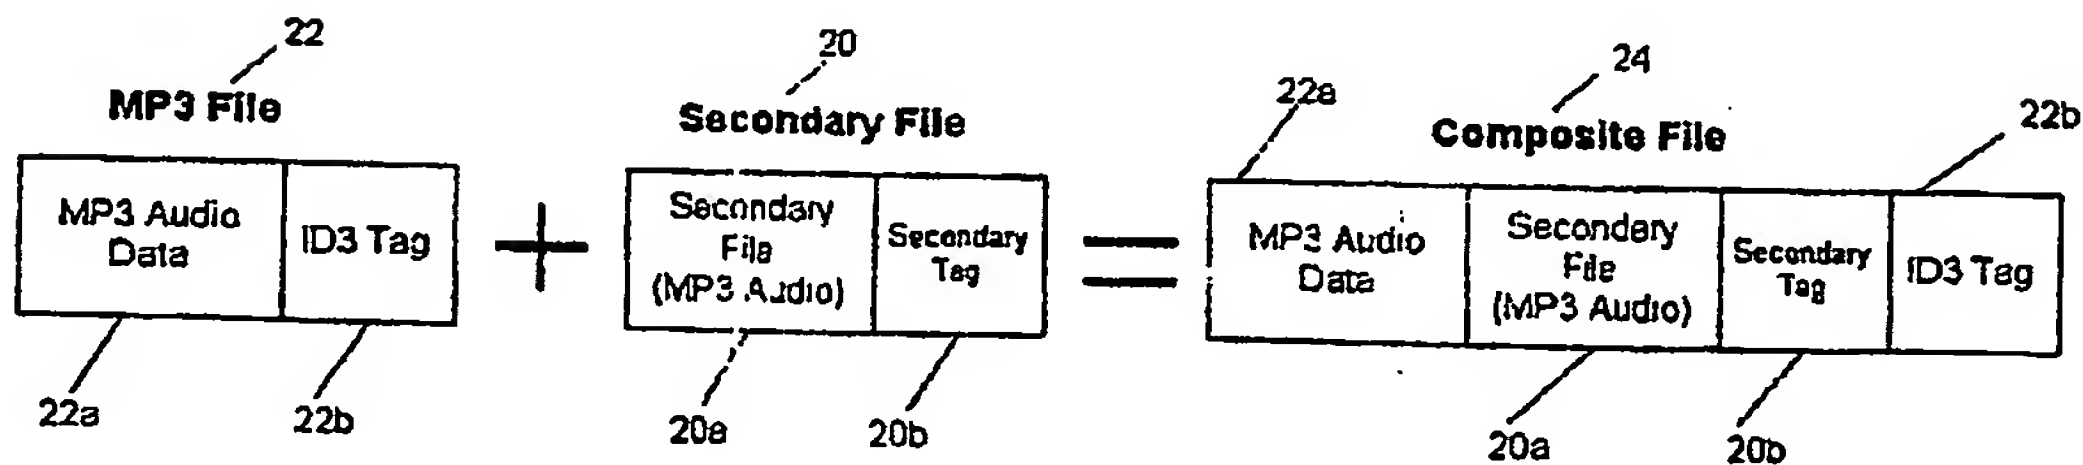 22
MP3 File
MP3 Audio
Data
ID3 Tag
22a
22b
+
20
Secondary File
Secondary
File
(MP3 Audio)
Secondary
Tag
20a
20b
=
24
Composite File
22a
22b
MP3 Audio
Data
Secondary
File
(MP3 Audio)
Secondary
Tag
ID3 Tag
20a
20b